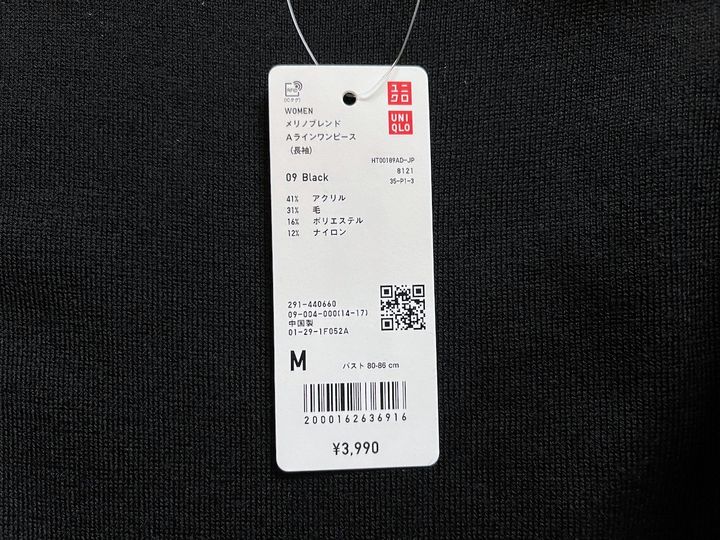 RFID
(ICタグ)
ユニ
クロ
UNI
QLO
WOMEN
メリノブレンド
Aラインワンピース
(長袖)
HT00189AD-JP
8121
35-P1-3
09 Black
41% アクリル
31% 毛
16% ポリエステル
12% ナイロン
291-440660
09-004-000(14-17)
中国製
01-29-1F052A
M バスト 80-86 cm
2000162636916
¥3,990